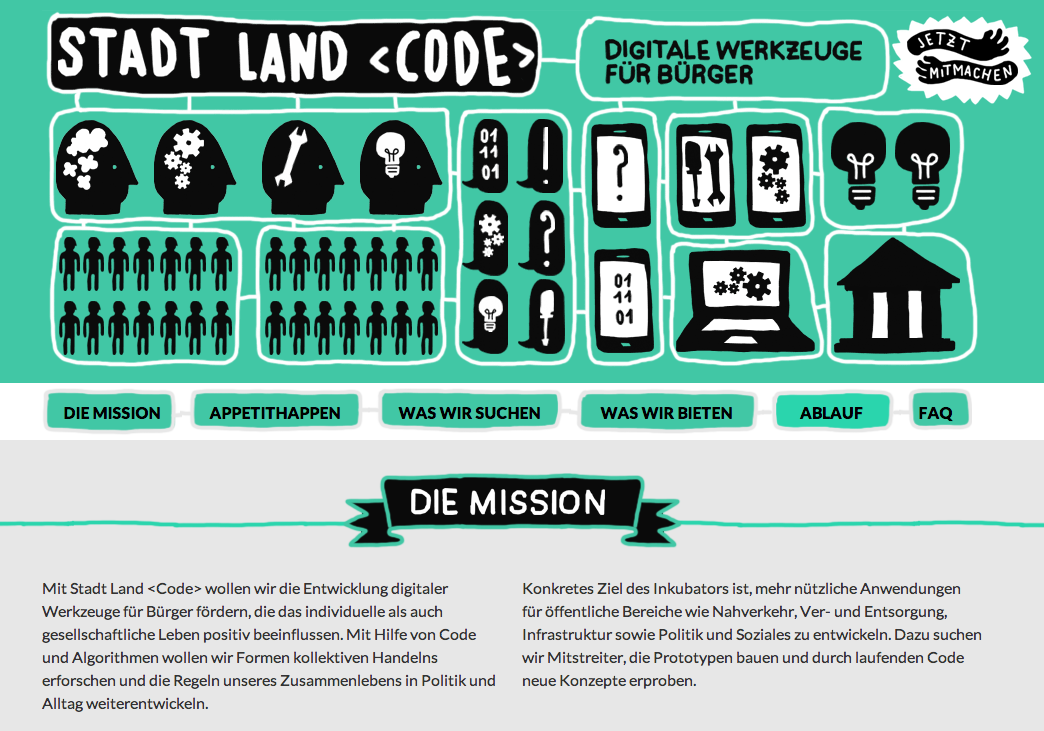 STADT LAND <CODE>
DIGITALE WERKZEUGE
FÜR BÜRGER
JETZT
MITMACHEN
01
11
01
!
?
?
01
11
01
DIE MISSION
APPETITHAPPEN
WAS WIR SUCHEN
WAS WIR BIETEN
ABLAUF
FAQ
DIE MISSION
Mit Stadt Land <Code> wollen wir die Entwicklung digitaler
Werkzeuge für Bürger fördern, die das individuelle als auch
gesellschaftliche Leben positiv beeinflussen. Mit Hilfe von Code
und Algorithmen wollen wir Formen kollektiven Handelns
erforschen und die Regeln unseres Zusammenlebens in Politik und
Alltag weiterentwickeln.
Konkretes Ziel des Inkubators ist, mehr nützliche Anwendungen
für öffentliche Bereiche wie Nahverkehr, Ver- und Entsorgung,
Infrastruktur sowie Politik und Soziales zu entwickeln. Dazu suchen
wir Mitstreiter, die Prototypen bauen und durch laufenden Code
neue Konzepte erproben.